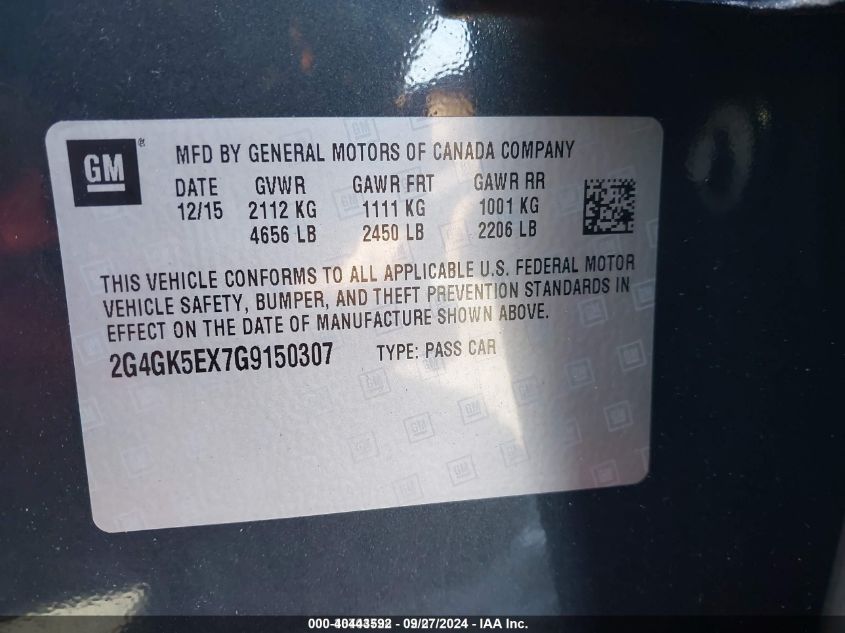 GM ® MFD BY GENERAL MOTORS OF CANADA COMPANY
DATE GVWR GAWR FRT GAWR RR
12/15 2112 KG 1111 KG 1001 KG
4656 LB 2450 LB 2206 LB
THIS VEHICLE CONFORMS TO ALL APPLICABLE U.S. FEDERAL MOTOR
VEHICLE SAFETY, BUMPER, AND THEFT PREVENTION STANDARDS IN
EFFECT ON THE DATE OF MANUFACTURE SHOWN ABOVE.
2G4GK5EX7G9150307 TYPE: PASS CAR
000-40443592 - 09/27/2024 - IAA Inc.